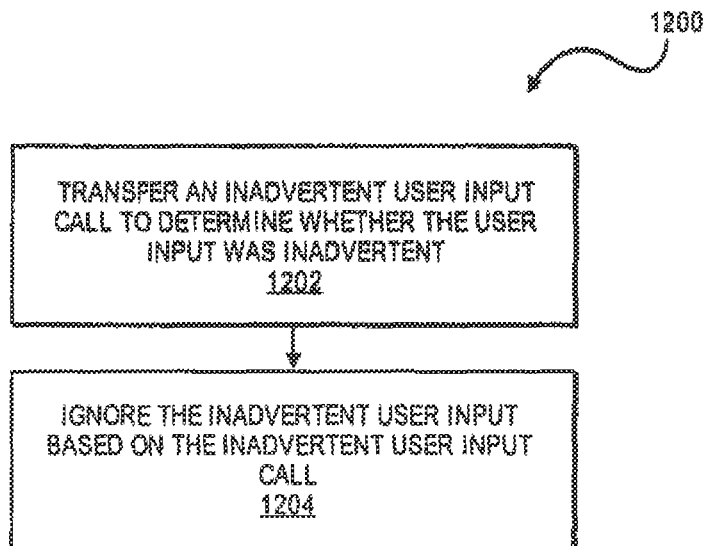 1200
TRANSFER AN INADVERTENT USER INPUT
CALL TO DETERMINE WHETHER THE USER
INPUT WAS INADVERTENT
1202
IGNORE THE INADVERTENT USER INPUT
BASED ON THE INADVERTENT USER INPUT
CALL
1204